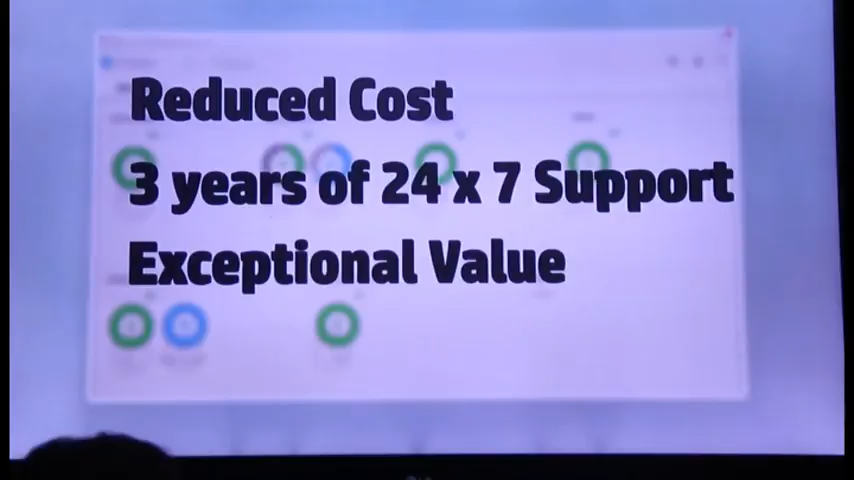 Reduced Cost
3 years of 24 x 7 Support
Exceptional Value